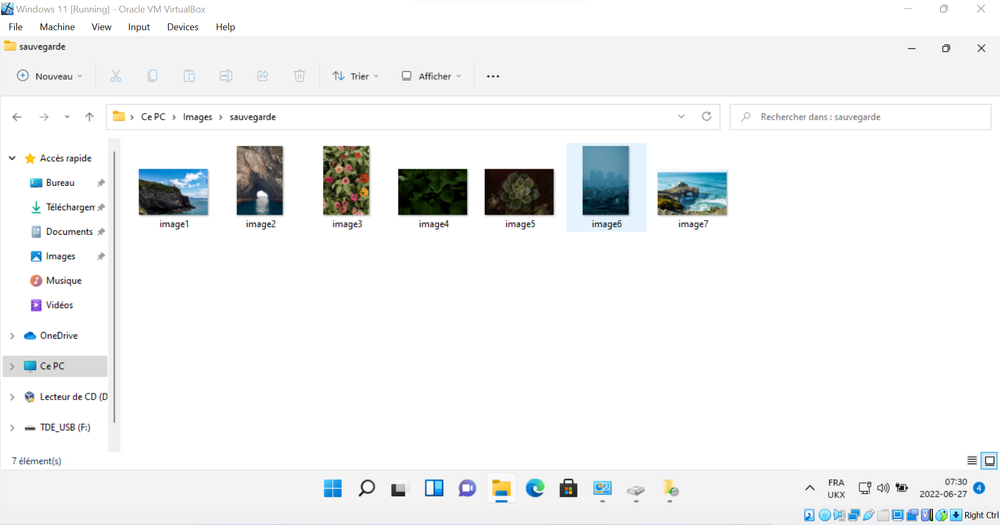 Windows 11 [Running] - Oracle VM VirtualBox
File Machine View Input Devices Help
sauvegarde
Nouveau Trier Afficher
Ce PC > Images > sauvegarde
Rechercher dans : sauvegarde
Accès rapide
Bureau
Téléchargem
Documents
Images
Musique
Vidéos
OneDrive
Ce PC
Lecteur de CD (D
TDE_USB (F:)
image1 image2 image3 image4 image5 image6 image7
7 élément(s)
FRA
UKX
07:30
2022-06-27
4
Right Ctrl